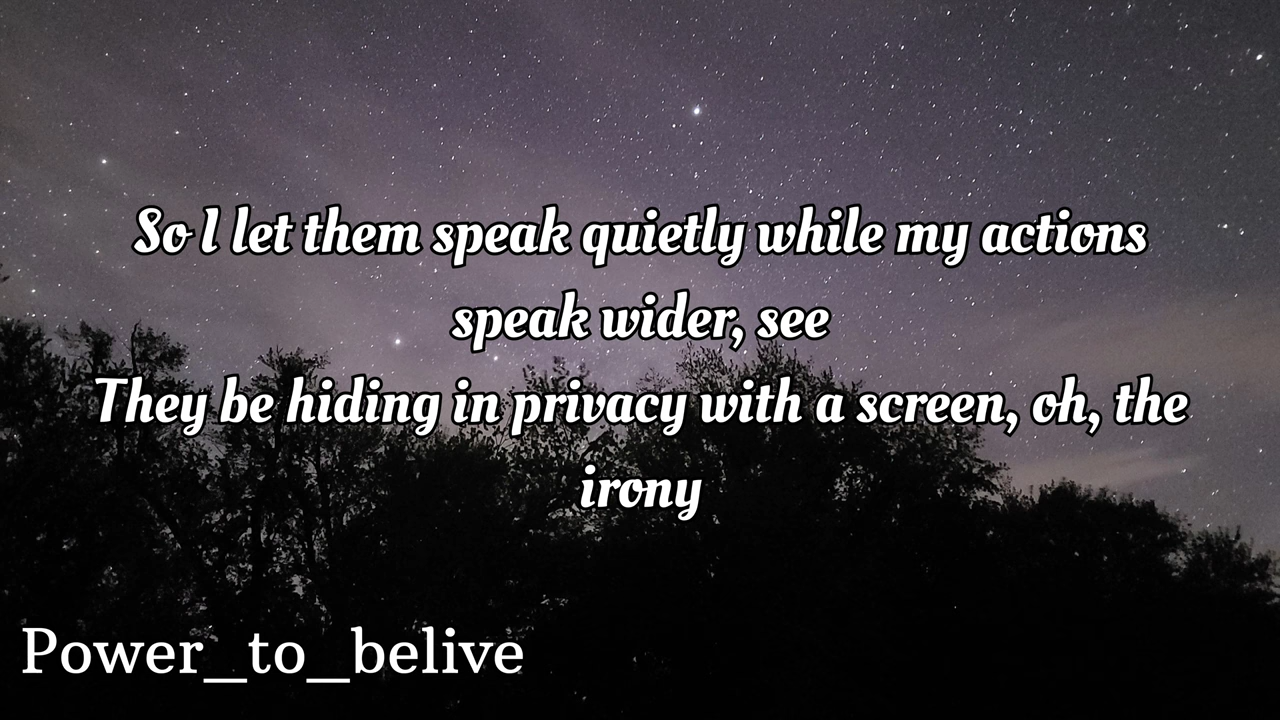 So I let them speak quietly while my actions
speak wider, see
They be hiding in privacy with a screen, oh, the
irony
Power_to_belive